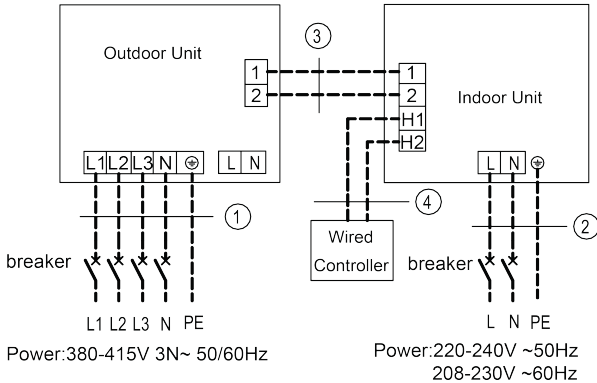 Outdoor Unit
1
2
L1 L2 L3 N
L N
3
1
2
H1
H2
Indoor Unit
L N
1
4
2
Wired
Controller
breaker
breaker
L1 L2 L3 N PE
L N PE
Power:380-415V 3N~ 50/60Hz
Power:220-240V ~50Hz
208-230V ~60Hz